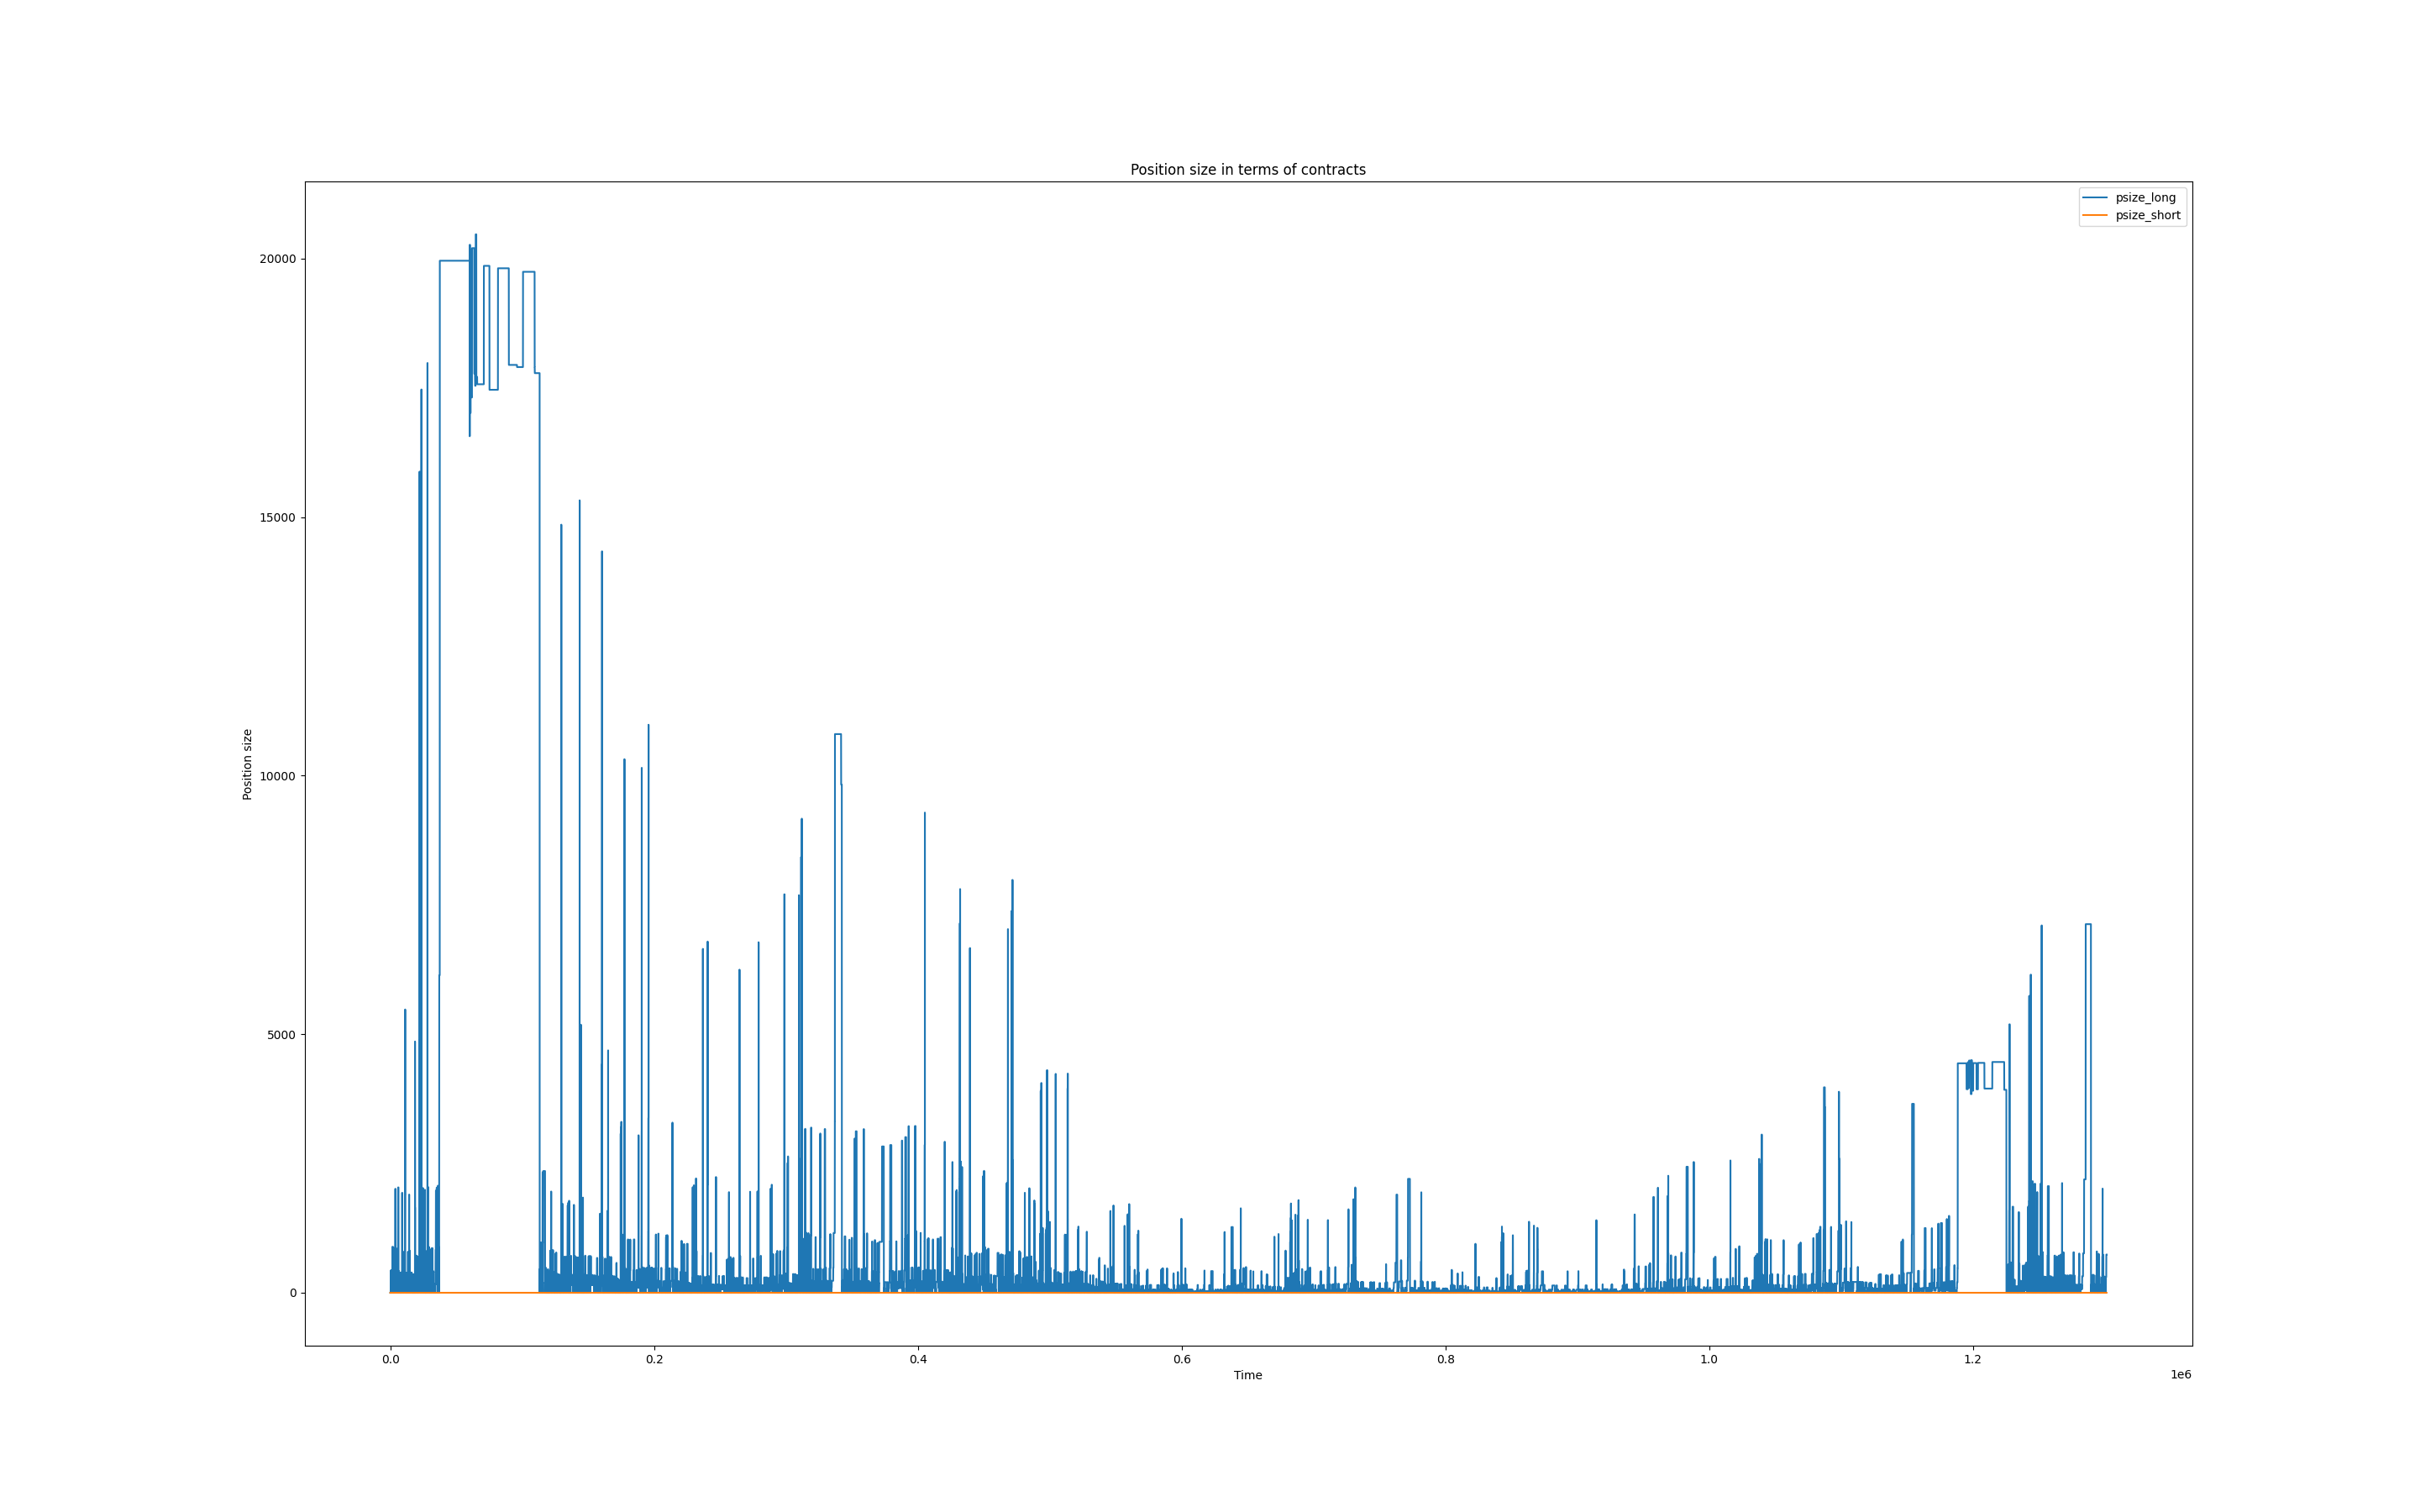 Position size in terms of contracts
psize_long
psize_short
Position size
20000
15000
10000
5000
0
0.0 0.2 0.4 0.6 0.8 1.0 1.2
Time
1e6